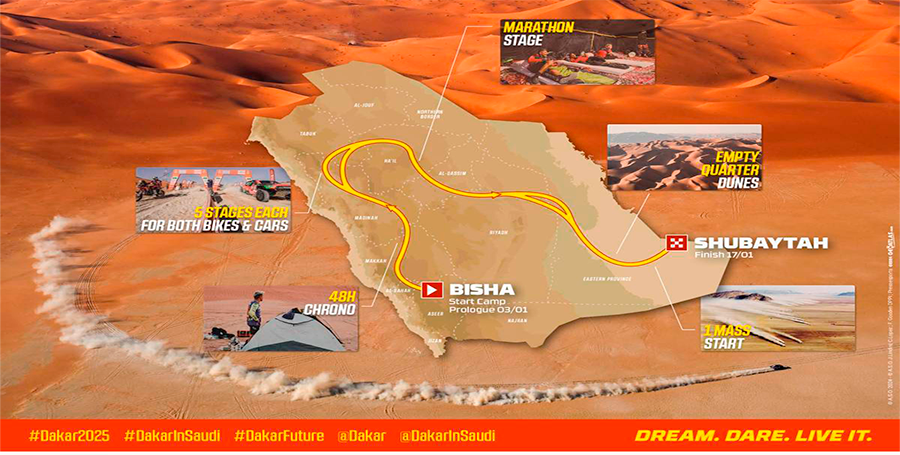 MARATHON
STAGE
AL-JOUF
NORTHERN
BORDER
TABUK
HA'IL
AL-QASSIM
EMPTY
QUARTER
DUNES
5 STAGES EACH
FOR BOTH BIKES & CARS
MADINAH
RIYADH
MAKKAH
EASTERN PROVINCE
SHUBAYTAH
Finish 17/01
48H
CHRONO
AL-BAHAH
BISHA
Start Camp
Prologue 03/01
ASEER
NAJRAN
JIZAN
1 MASS
START
#Dakar2025 #DakarInSaudi #DakarFuture @Dakar @DakarInSaudi
DREAM. DARE. LIVE IT.